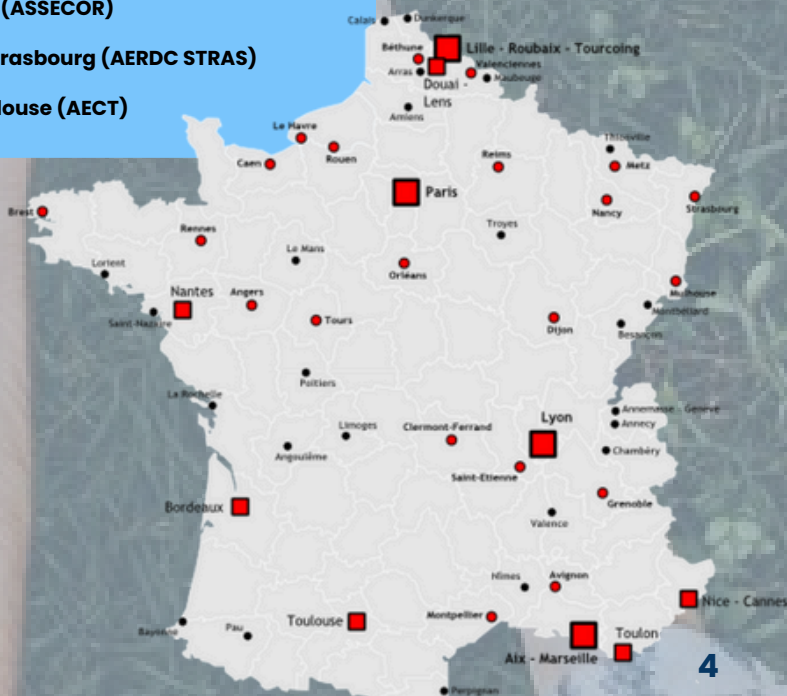 (ASSECOR)
rasbourg (AERDC STRAS)
louse (AECT)
Calais
Dunkerque
Lille - Roubaix - Tourcoing
Béthune
Valenciennes
Arras
Maubeuge
Douai -
Lens
Amiens
Le Havre
Thionville
Caen
Rouen
Reims
Metz
Paris
Brest
Nancy
Strasbourg
Rennes
Troyes
Le Mans
Lorient
Orléans
Nantes
Angers
Mulhouse
Montbéliard
Saint-Nazaire
Tours
Dijon
Besançon
Poitiers
La Rochelle
Annemasse - Genève
Lyon
Annecy
Limoges
Clermont-Ferrand
Angoulême
Chambéry
Saint-Etienne
Grenoble
Bordeaux
Valence
Nîmes
Avignon
Nice - Cannes
Montpellier
Toulouse
Bayonne
Pau
Toulon
Aix - Marseille
4
Perpignan